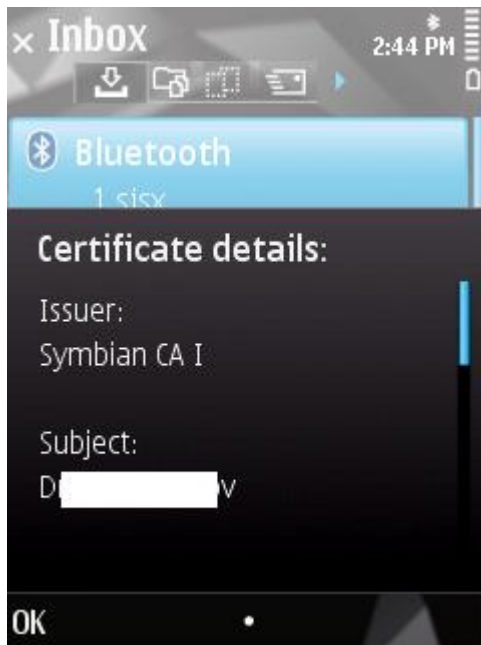 × Inbox
2:44 PM
Bluetooth
1 sisx
Certificate details:
Issuer:
Symbian CA I
Subject:
OK